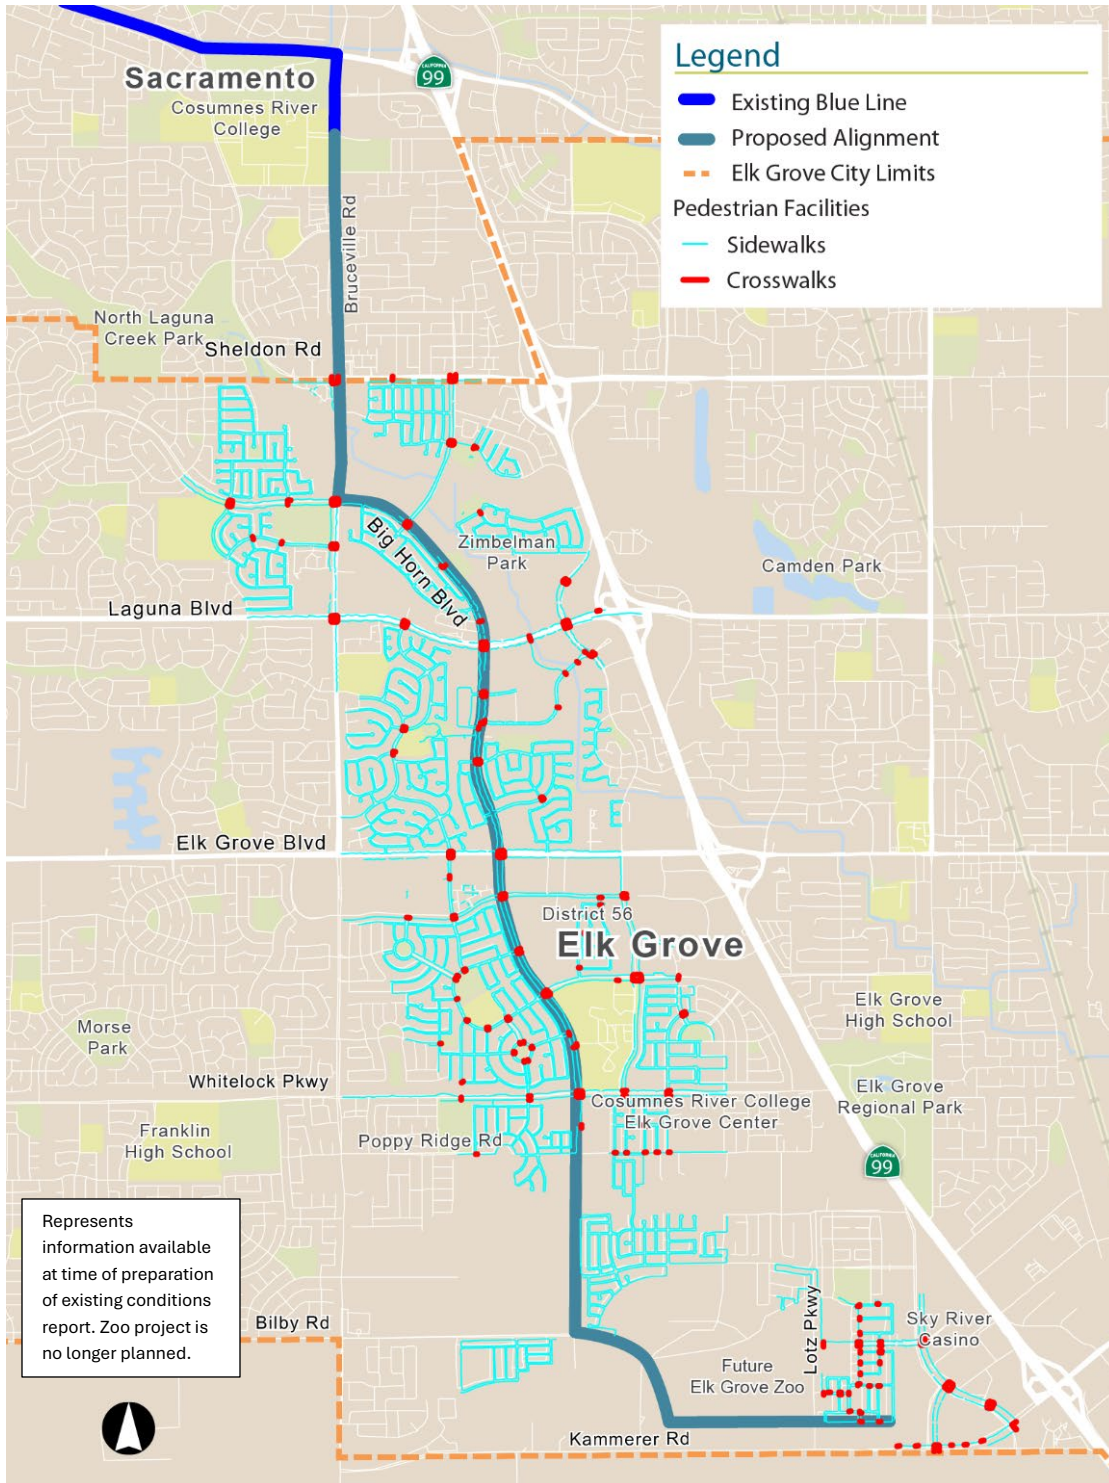 Legend
Existing Blue Line
Proposed Alignment
Elk Grove City Limits
Pedestrian Facilities
Sidewalks
Crosswalks
CALIFORNIA
99
Sacramento
Cosumnes River
College
Bruceville Rd
North Laguna
Creek Park
Sheldon Rd
Big Horn Blvd
Zimbelman
Park
Camden Park
Laguna Blvd
Elk Grove Blvd
District 56
Elk Grove
Elk Grove
High School
Morse
Park
Whitelock Pkwy
Elk Grove
Regional Park
Cosumnes River College
Elk Grove Center
Franklin
High School
Poppy Ridge Rd
CALIFORNIA
99
Represents
information available
at time of preparation
of existing conditions
report. Zoo project is
no longer planned.
Bilby Rd
Lotz Pkwy
Sky River
Casino
Future
Elk Grove Zoo
Kammerer Rd